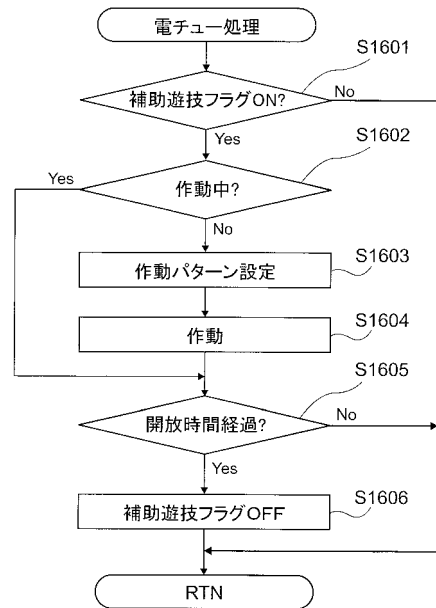 電チュー処理
S1601
補助遊技フラグON?
No
Yes
S1602
Yes
作動中?
No
S1603
作動パターン設定
S1604
作動
S1605
開放時間経過?
No
Yes
S1606
補助遊技フラグOFF
RTN